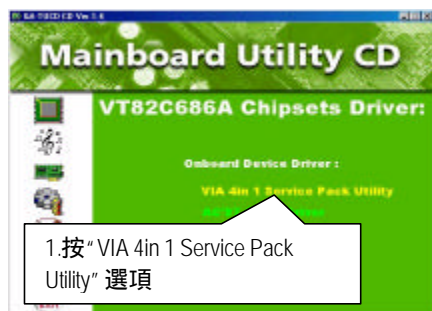 Mainboard Utility CD
VT82C686A Chipsets Driver:
Onboard Device Driver :
VIA 4in 1 Service Pack Utility
1.按“VIA 4in 1 Service Pack
Utility” 選項